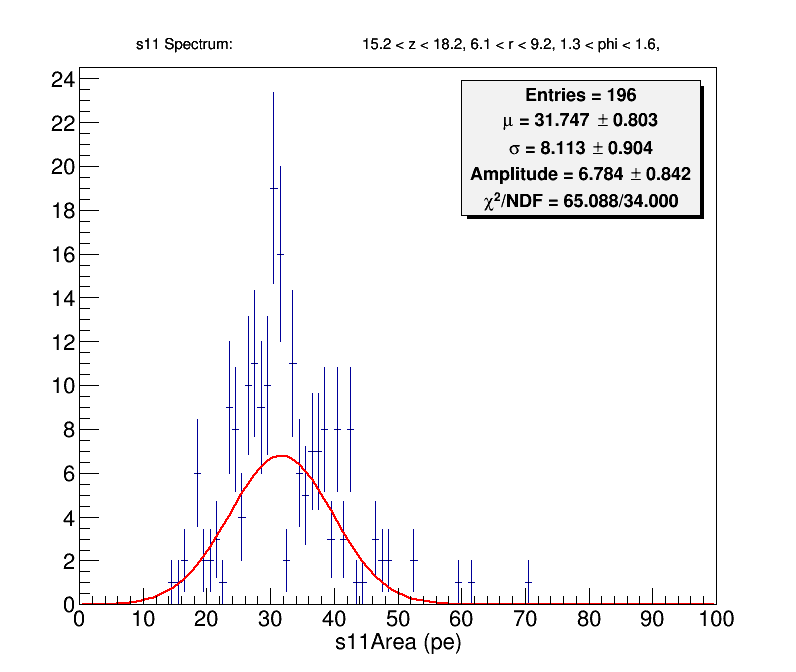 s11 Spectrum: 15.2 < z < 18.2, 6.1 < r < 9.2, 1.3 < phi < 1.6,
Entries = 196
μ = 31.747 ± 0.803
σ = 8.113 ± 0.904
Amplitude = 6.784 ± 0.842
χ²/NDF = 65.088/34.000
24
22
20
18
16
14
12
10
8
6
4
2
0
0 10 20 30 40 50 60 70 80 90 100
s11Area (pe)